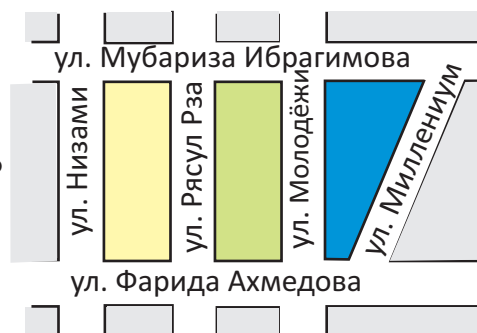 ул. Мубариза Ибрагимова
ул. Низами
ул. Рясул Рза
ул. Молодёжи
ул. Миллениум
ул. Фарида Ахмедова